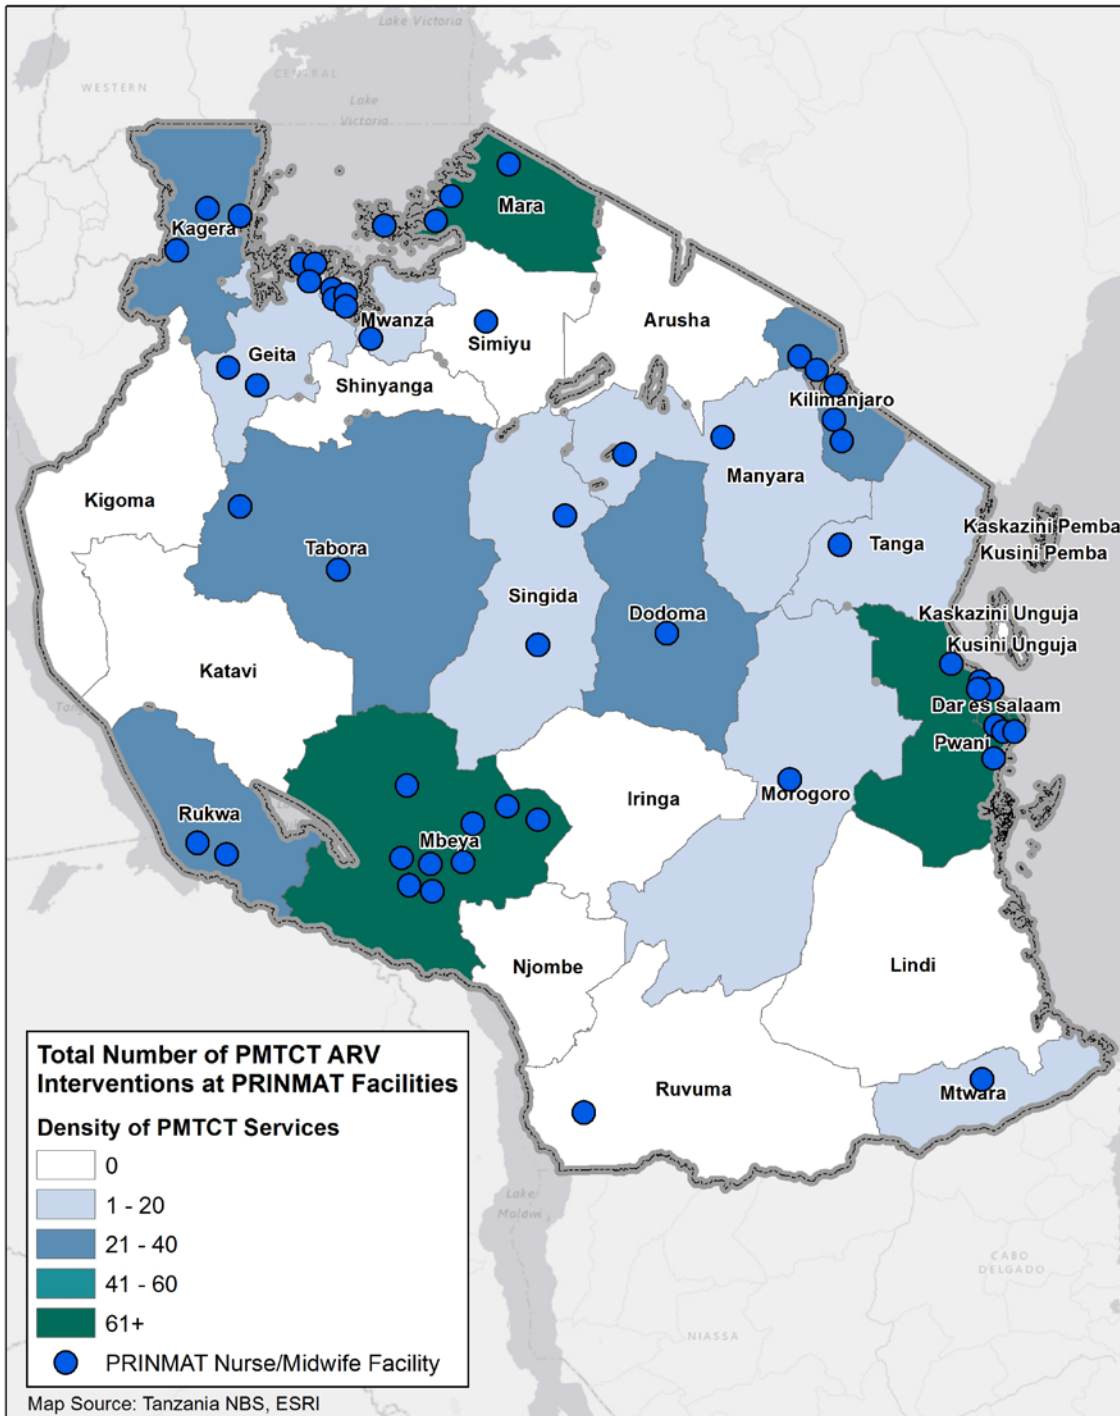 Lake Victoria
CENTRAL
WESTERN
Lake
Victoria
Mara
Kagera
Arusha
Mwanza
Simiyu
Geita
Shinyanga
Kilimanjaro
Manyara
Kigoma
Kaskazini Pemba
Tanga
Kusini Pemba
Tabora
Singida
Dodoma
Kaskazini Unguja
Kusini Unguja
Katavi
Dar es salaam
Pwani
Iringa
Morogoro
Rukwa
Mbeya
Njombe
Lindi
Ruvuma
Mtwara
Lake
Malawi
CABO
DELGADO
NIASSA
Total Number of PMTCT ARV
Interventions at PRINMAT Facilities
Density of PMTCT Services
0
1 - 20
21 - 40
41 - 60
61+
PRINMAT Nurse/Midwife Facility
Map Source: Tanzania NBS, ESRI